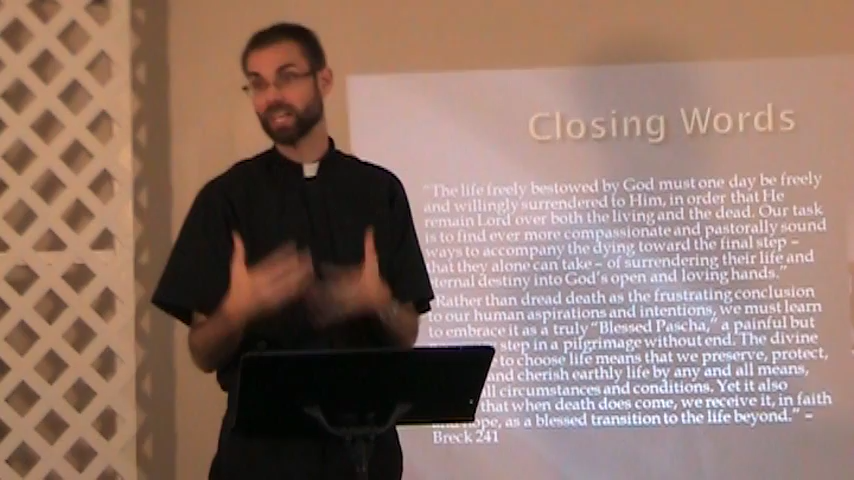 Closing Words
"The life freely bestowed by God must one day be freely
and willingly surrendered to Him, in order that He
remain Lord over both the living and the dead. Our task
is to find ever more compassionate and pastorally sound
ways to accompany the dying toward the final step –
that they alone can take – of surrendering their life and
eternal destiny into God's open and loving hands."
"Rather than dread death as the frustrating conclusion
to our human aspirations and intentions, we must learn
to embrace it as a truly "Blessed Pascha," a painful but
step in a pilgrimage without end. The divine
to choose life means that we preserve, protect,
and cherish earthly life by any and all means,
all circumstances and conditions. Yet it also
that when death does come, we receive it, in faith
and hope, as a blessed transition to the life beyond." –
Breck 241